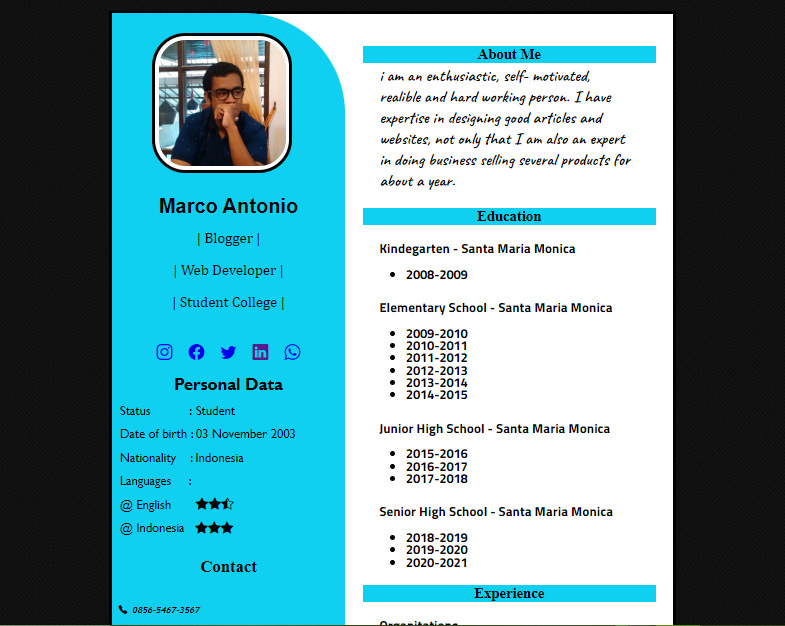 Marco Antonio
| Blogger |
| Web Developer |
| Student College |
Personal Data
Status : Student
Date of birth : 03 November 2003
Nationality : Indonesia
Languages :
@ English
@ Indonesia
Contact
0856-5467-3567
About Me
i am an enthusiastic, self- motivated,
realible and hard working person. I have
expertise in designing good articles and
websites, not only that I am also an expert
in doing business selling several products for
about a year.
Education
Kindegarten - Santa Maria Monica
2008-2009
Elementary School - Santa Maria Monica
2009-2010
2010-2011
2011-2012
2012-2013
2013-2014
2014-2015
Junior High School - Santa Maria Monica
2015-2016
2016-2017
2017-2018
Senior High School - Santa Maria Monica
2018-2019
2019-2020
2020-2021
Experience